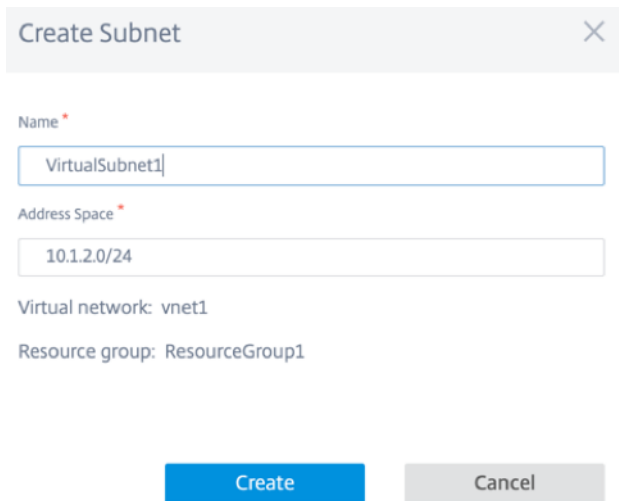 Create Subnet
Name *
VirtualSubnet1
Address Space *
10.1.2.0/24
Virtual network: vnet1
Resource group: ResourceGroup1
Create Cancel